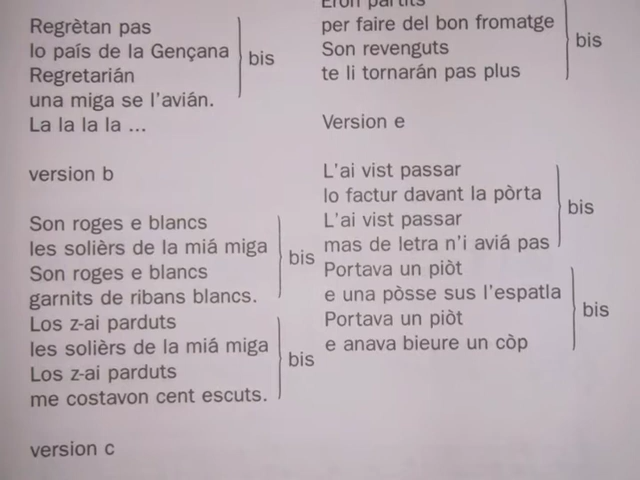 Regrètan pas
lo país de la Gençana
Regretarián
una miga se l'avián.
bis
La la la la ...
version b
Son roges e blancs
les solièrs de la miá miga
Son roges e blancs
garnits de ribans blancs.
bis
Los z-ai parduts
les solièrs de la miá miga
Los z-ai parduts
me costavon cent escuts.
bis
version c
Eron partits
per faire del bon fromatge
Son revenguts
te li tornarán pas plus
bis
Version e
L'ai vist passar
lo factur davant la pòrta
L'ai vist passar
mas de letra n'i aviá pas
bis
Portava un piòt
e una pòsse sus l'espatla
Portava un piòt
e anava bieure un còp
bis